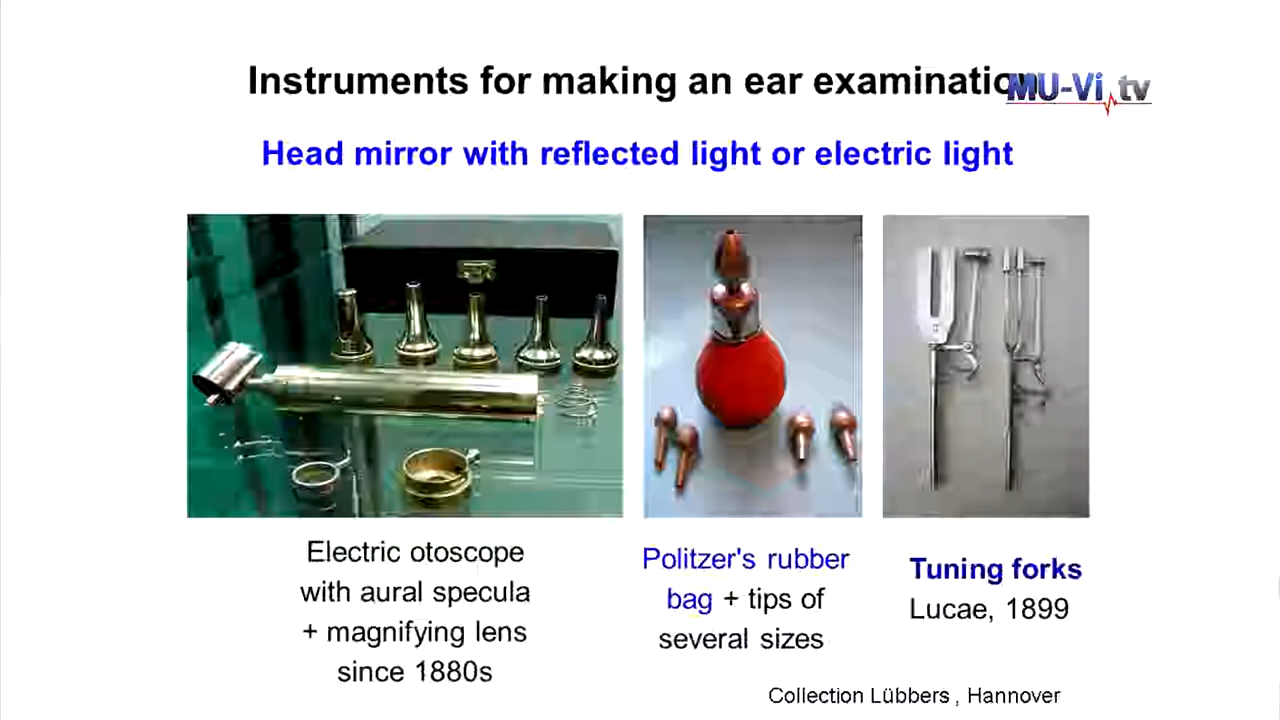 Instruments for making an ear examination
MU-Vi.tv
Head mirror with reflected light or electric light
Electric otoscope
with aural specula
+ magnifying lens
since 1880s
Politzer's rubber
bag + tips of
several sizes
Tuning forks
Lucae, 1899
Collection Lübbers , Hannover